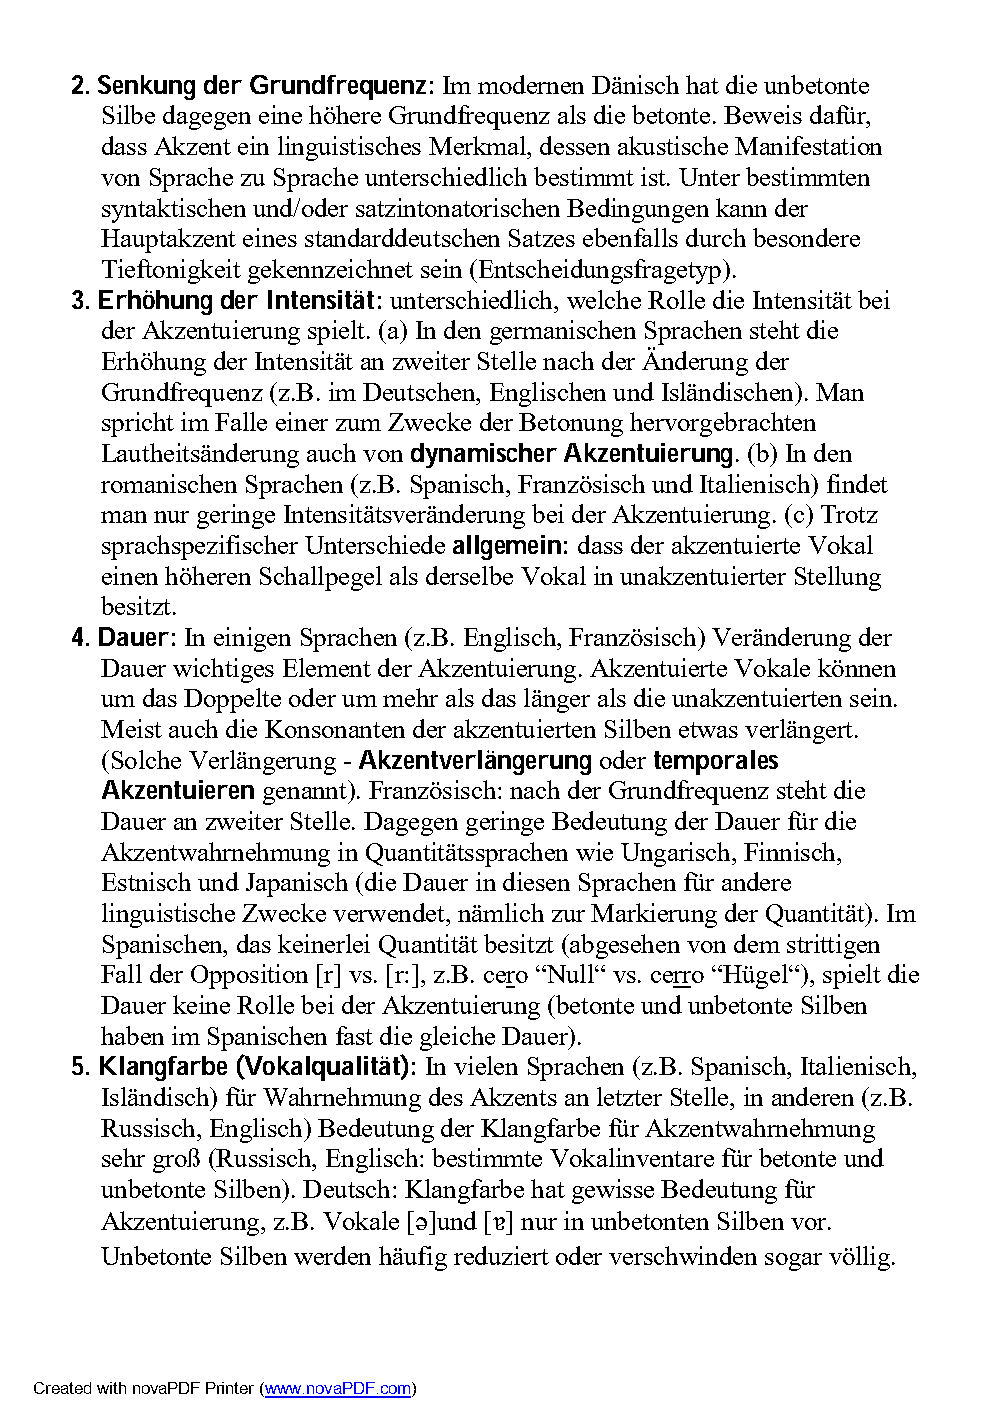 2. Senkung der Grundfrequenz: Im modernen Dänisch hat die unbetonte
Silbe dagegen eine höhere Grundfrequenz als die betonte. Beweis dafür,
dass Akzent ein linguistisches Merkmal, dessen akustische Manifestation
von Sprache zu Sprache unterschiedlich bestimmt ist. Unter bestimmten
syntaktischen und/oder satzintonatorischen Bedingungen kann der
Hauptakzent eines standarddeutschen Satzes ebenfalls durch besondere
Tieftonigkeit gekennzeichnet sein (Entscheidungsfragetyp).
3. Erhöhung der Intensität: unterschiedlich, welche Rolle die Intensität bei
der Akzentuierung spielt. (a) In den germanischen Sprachen steht die
Erhöhung der Intensität an zweiter Stelle nach der Änderung der
Grundfrequenz (z.B. im Deutschen, Englischen und Isländischen). Man
spricht im Falle einer zum Zwecke der Betonung hervorgebrachten
Lautheitsänderung auch von dynamischer Akzentuierung. (b) In den
romanischen Sprachen (z.B. Spanisch, Französisch und Italienisch) findet
man nur geringe Intensitätsveränderung bei der Akzentuierung. (c) Trotz
sprachspezifischer Unterschiede allgemein: dass der akzentuierte Vokal
einen höheren Schallpegel als derselbe Vokal in unakzentuierter Stellung
besitzt.
4. Dauer: In einigen Sprachen (z.B. Englisch, Französisch) Veränderung der
Dauer wichtiges Element der Akzentuierung. Akzentuierte Vokale können
um das Doppelte oder um mehr als das länger als die unakzentuierten sein.
Meist auch die Konsonanten der akzentuierten Silben etwas verlängert.
(Solche Verlängerung - Akzentverlängerung oder temporales
Akzentuieren genannt). Französisch: nach der Grundfrequenz steht die
Dauer an zweiter Stelle. Dagegen geringe Bedeutung der Dauer für die
Akzentwahrnehmung in Quantitätssprachen wie Ungarisch, Finnisch,
Estnisch und Japanisch (die Dauer in diesen Sprachen für andere
linguistische Zwecke verwendet, nämlich zur Markierung der Quantität). Im
Spanischen, das keinerlei Quantität besitzt (abgesehen von dem strittigen
Fall der Opposition [r] vs. [r:], z.B. cero “Null“ vs. cerro “Hügel“), spielt die
Dauer keine Rolle bei der Akzentuierung (betonte und unbetonte Silben
haben im Spanischen fast die gleiche Dauer).
5. Klangfarbe (Vokalqualität): In vielen Sprachen (z.B. Spanisch, Italienisch,
Isländisch) für Wahrnehmung des Akzents an letzter Stelle, in anderen (z.B.
Russisch, Englisch) Bedeutung der Klangfarbe für Akzentwahrnehmung
sehr groß (Russisch, Englisch: bestimmte Vokalinventare für betonte und
unbetonte Silben). Deutsch: Klangfarbe hat gewisse Bedeutung für
Akzentuierung, z.B. Vokale [ə]und [ɐ] nur in unbetonten Silben vor.
Unbetonte Silben werden häufig reduziert oder verschwinden sogar völlig.
Created with novaPDF Printer (www.novaPDF.com)